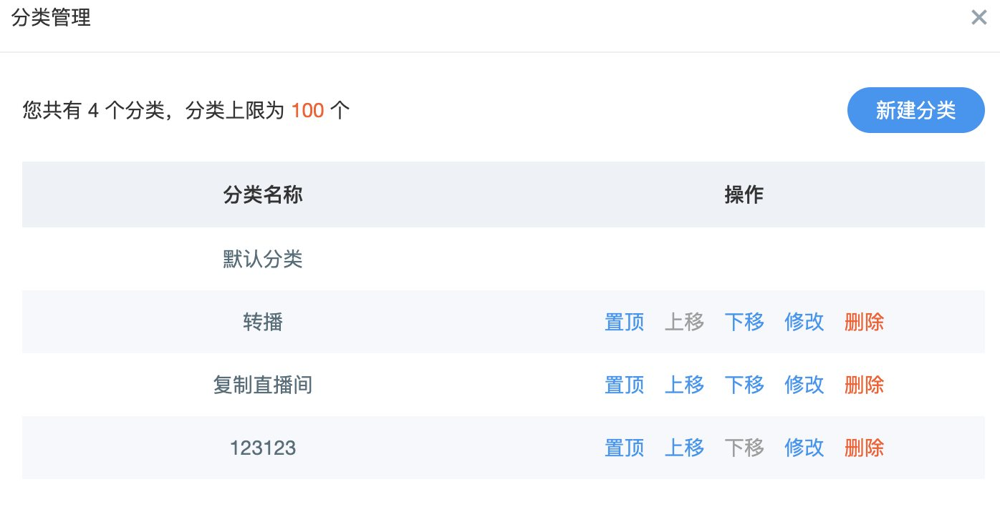 分类管理
您共有 4 个分类，分类上限为 100 个
新建分类
分类名称 操作
默认分类
转播 置顶 上移 下移 修改 删除
复制直播间 置顶 上移 下移 修改 删除
123123 置顶 上移 下移 修改 删除